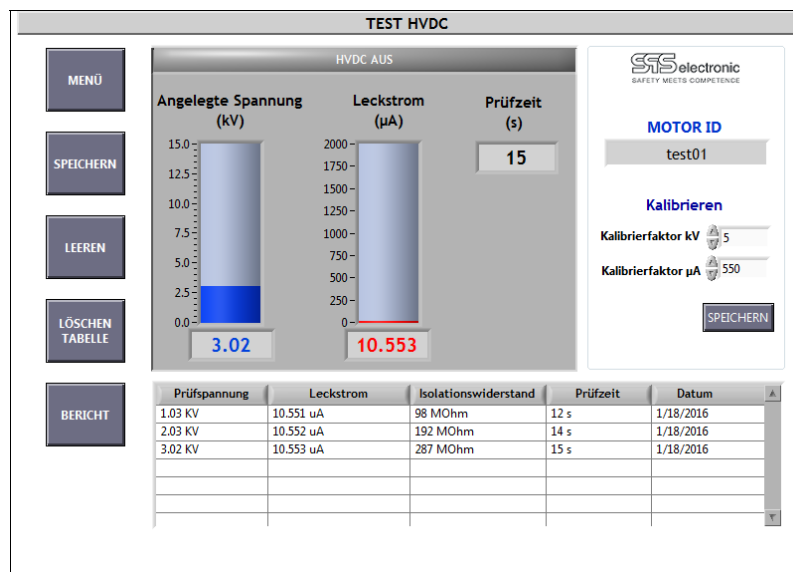 TEST HVDC
MENÜ
SPEICHERN
LEEREN
LÖSCHEN
TABELLE
BERICHT
HVDC AUS
Angelegte Spannung
(kV)
15.0
12.5
10.0
7.5
5.0
2.5
0.0
3.02
Leckstrom
(µA)
2000
1750
1500
1250
1000
750
500
250
0
10.553
Prüfzeit
(s)
15
SPS electronic
SAFETY MEETS COMPETENCE
MOTOR ID
test01
Kalibrieren
Kalibrierfaktor kV 5
Kalibrierfaktor µA 550
SPEICHERN
Prüfspannung Leckstrom Isolationswiderstand Prüfzeit Datum
1.03 KV 10.551 uA 98 MOhm 12 s 1/18/2016
2.03 KV 10.552 uA 192 MOhm 14 s 1/18/2016
3.02 KV 10.553 uA 287 MOhm 15 s 1/18/2016